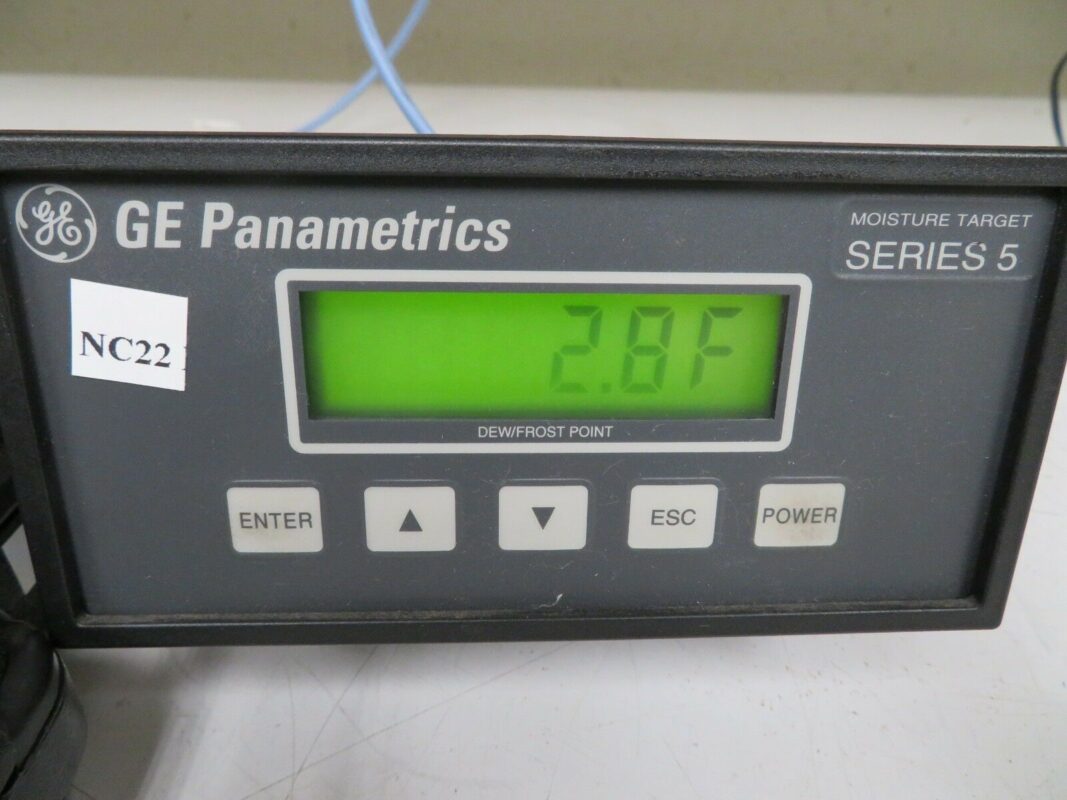 GE
GE Panametrics
MOISTURE TARGET
SERIES 5
NC22
2.8F
DEW/FROST POINT
ENTER
▲
▼
ESC
POWER